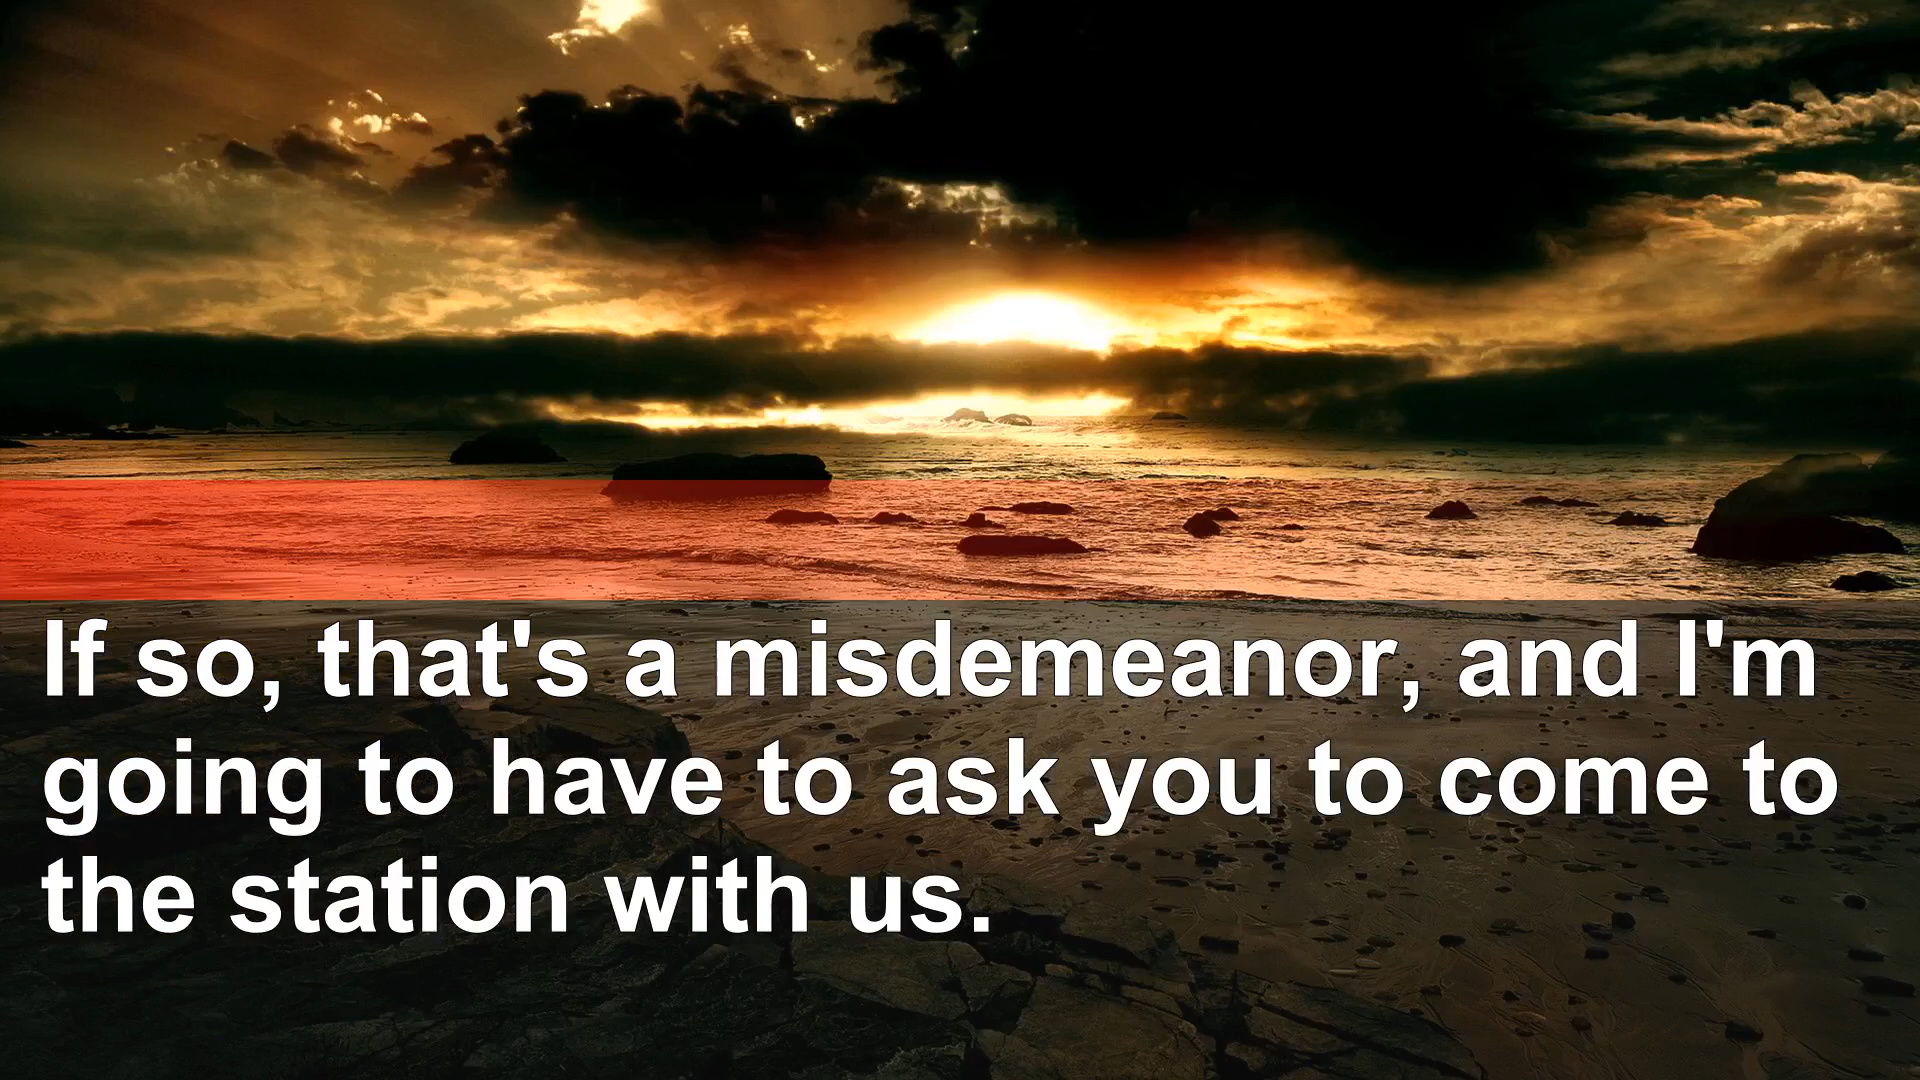 If so, that's a misdemeanor, and I'm
going to have to ask you to come to
the station with us.